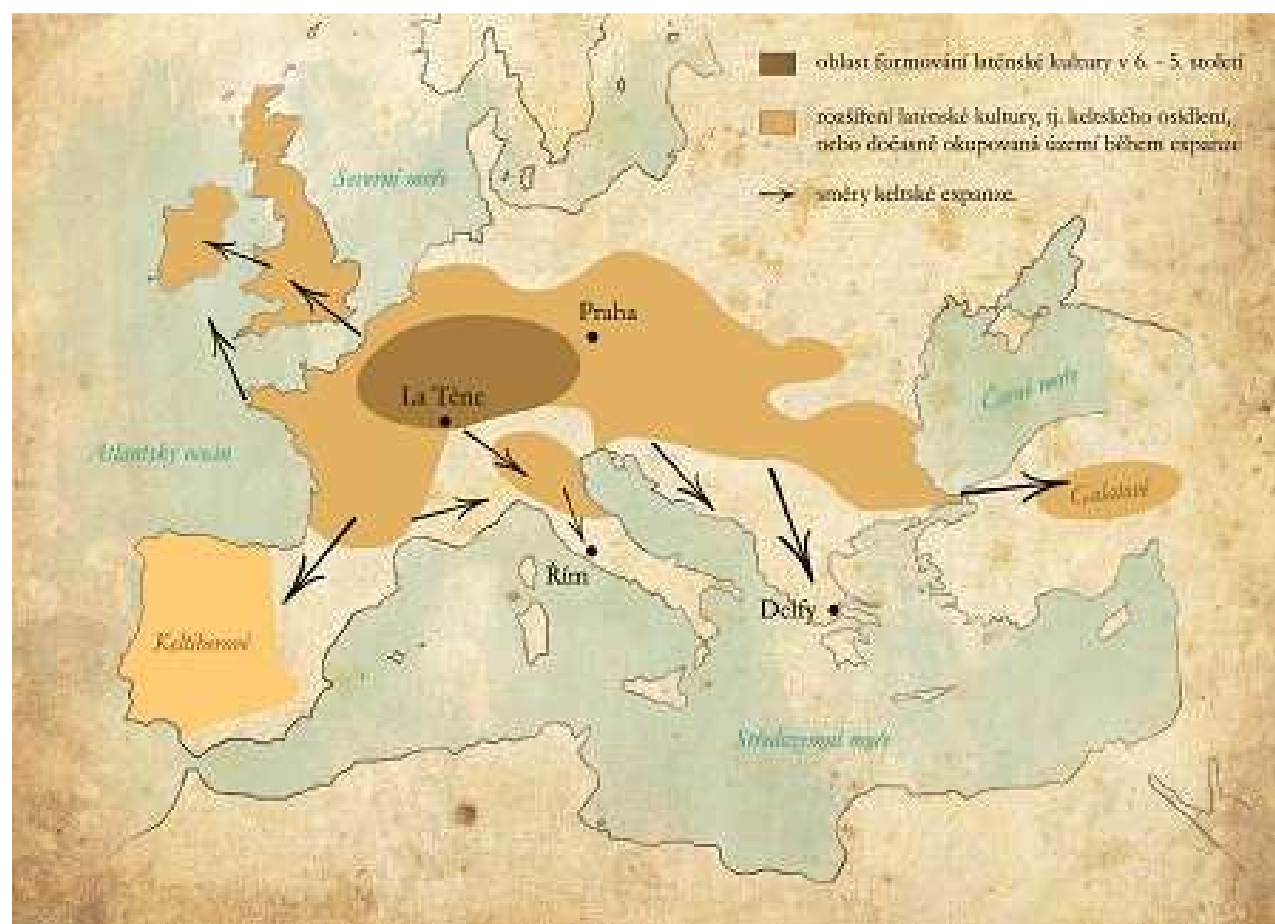 oblast formování laténské kultury v 6. - 5. století
rozšíření laténské kultury, tj. keltského osídlení,
nebo dočasně okupovaná území během expanze
směry keltské expanze.
Severní moře
Praha
La Tène
Černé moře
Atlantský oceán
Galatové
Řím
Delfy
Keltiberové
Středozemní moře